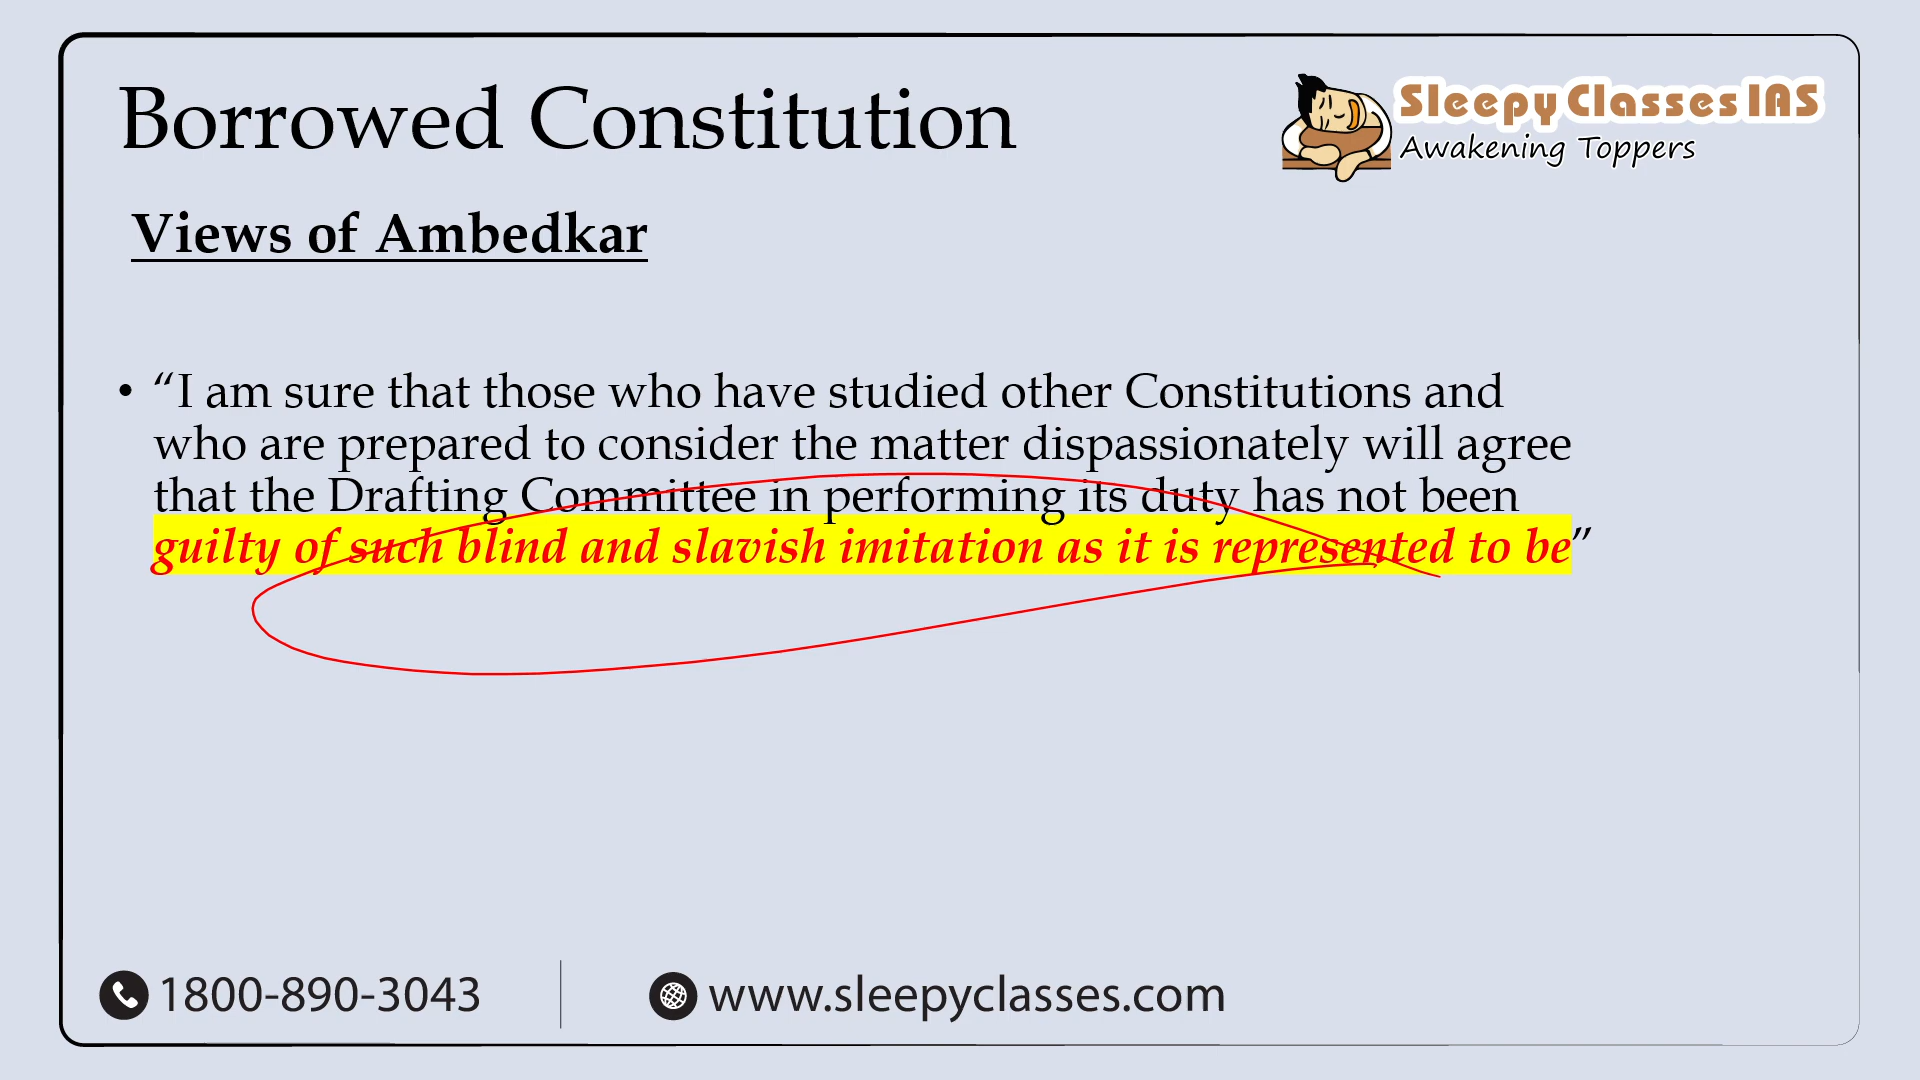 Borrowed Constitution
Sleepy Classes IAS
Awakening Toppers
Views of Ambedkar
• “I am sure that those who have studied other Constitutions and
who are prepared to consider the matter dispassionately will agree
that the Drafting Committee in performing its duty has not been
guilty of such blind and slavish imitation as it is represented to be”
1800-890-3043
www.sleepyclasses.com